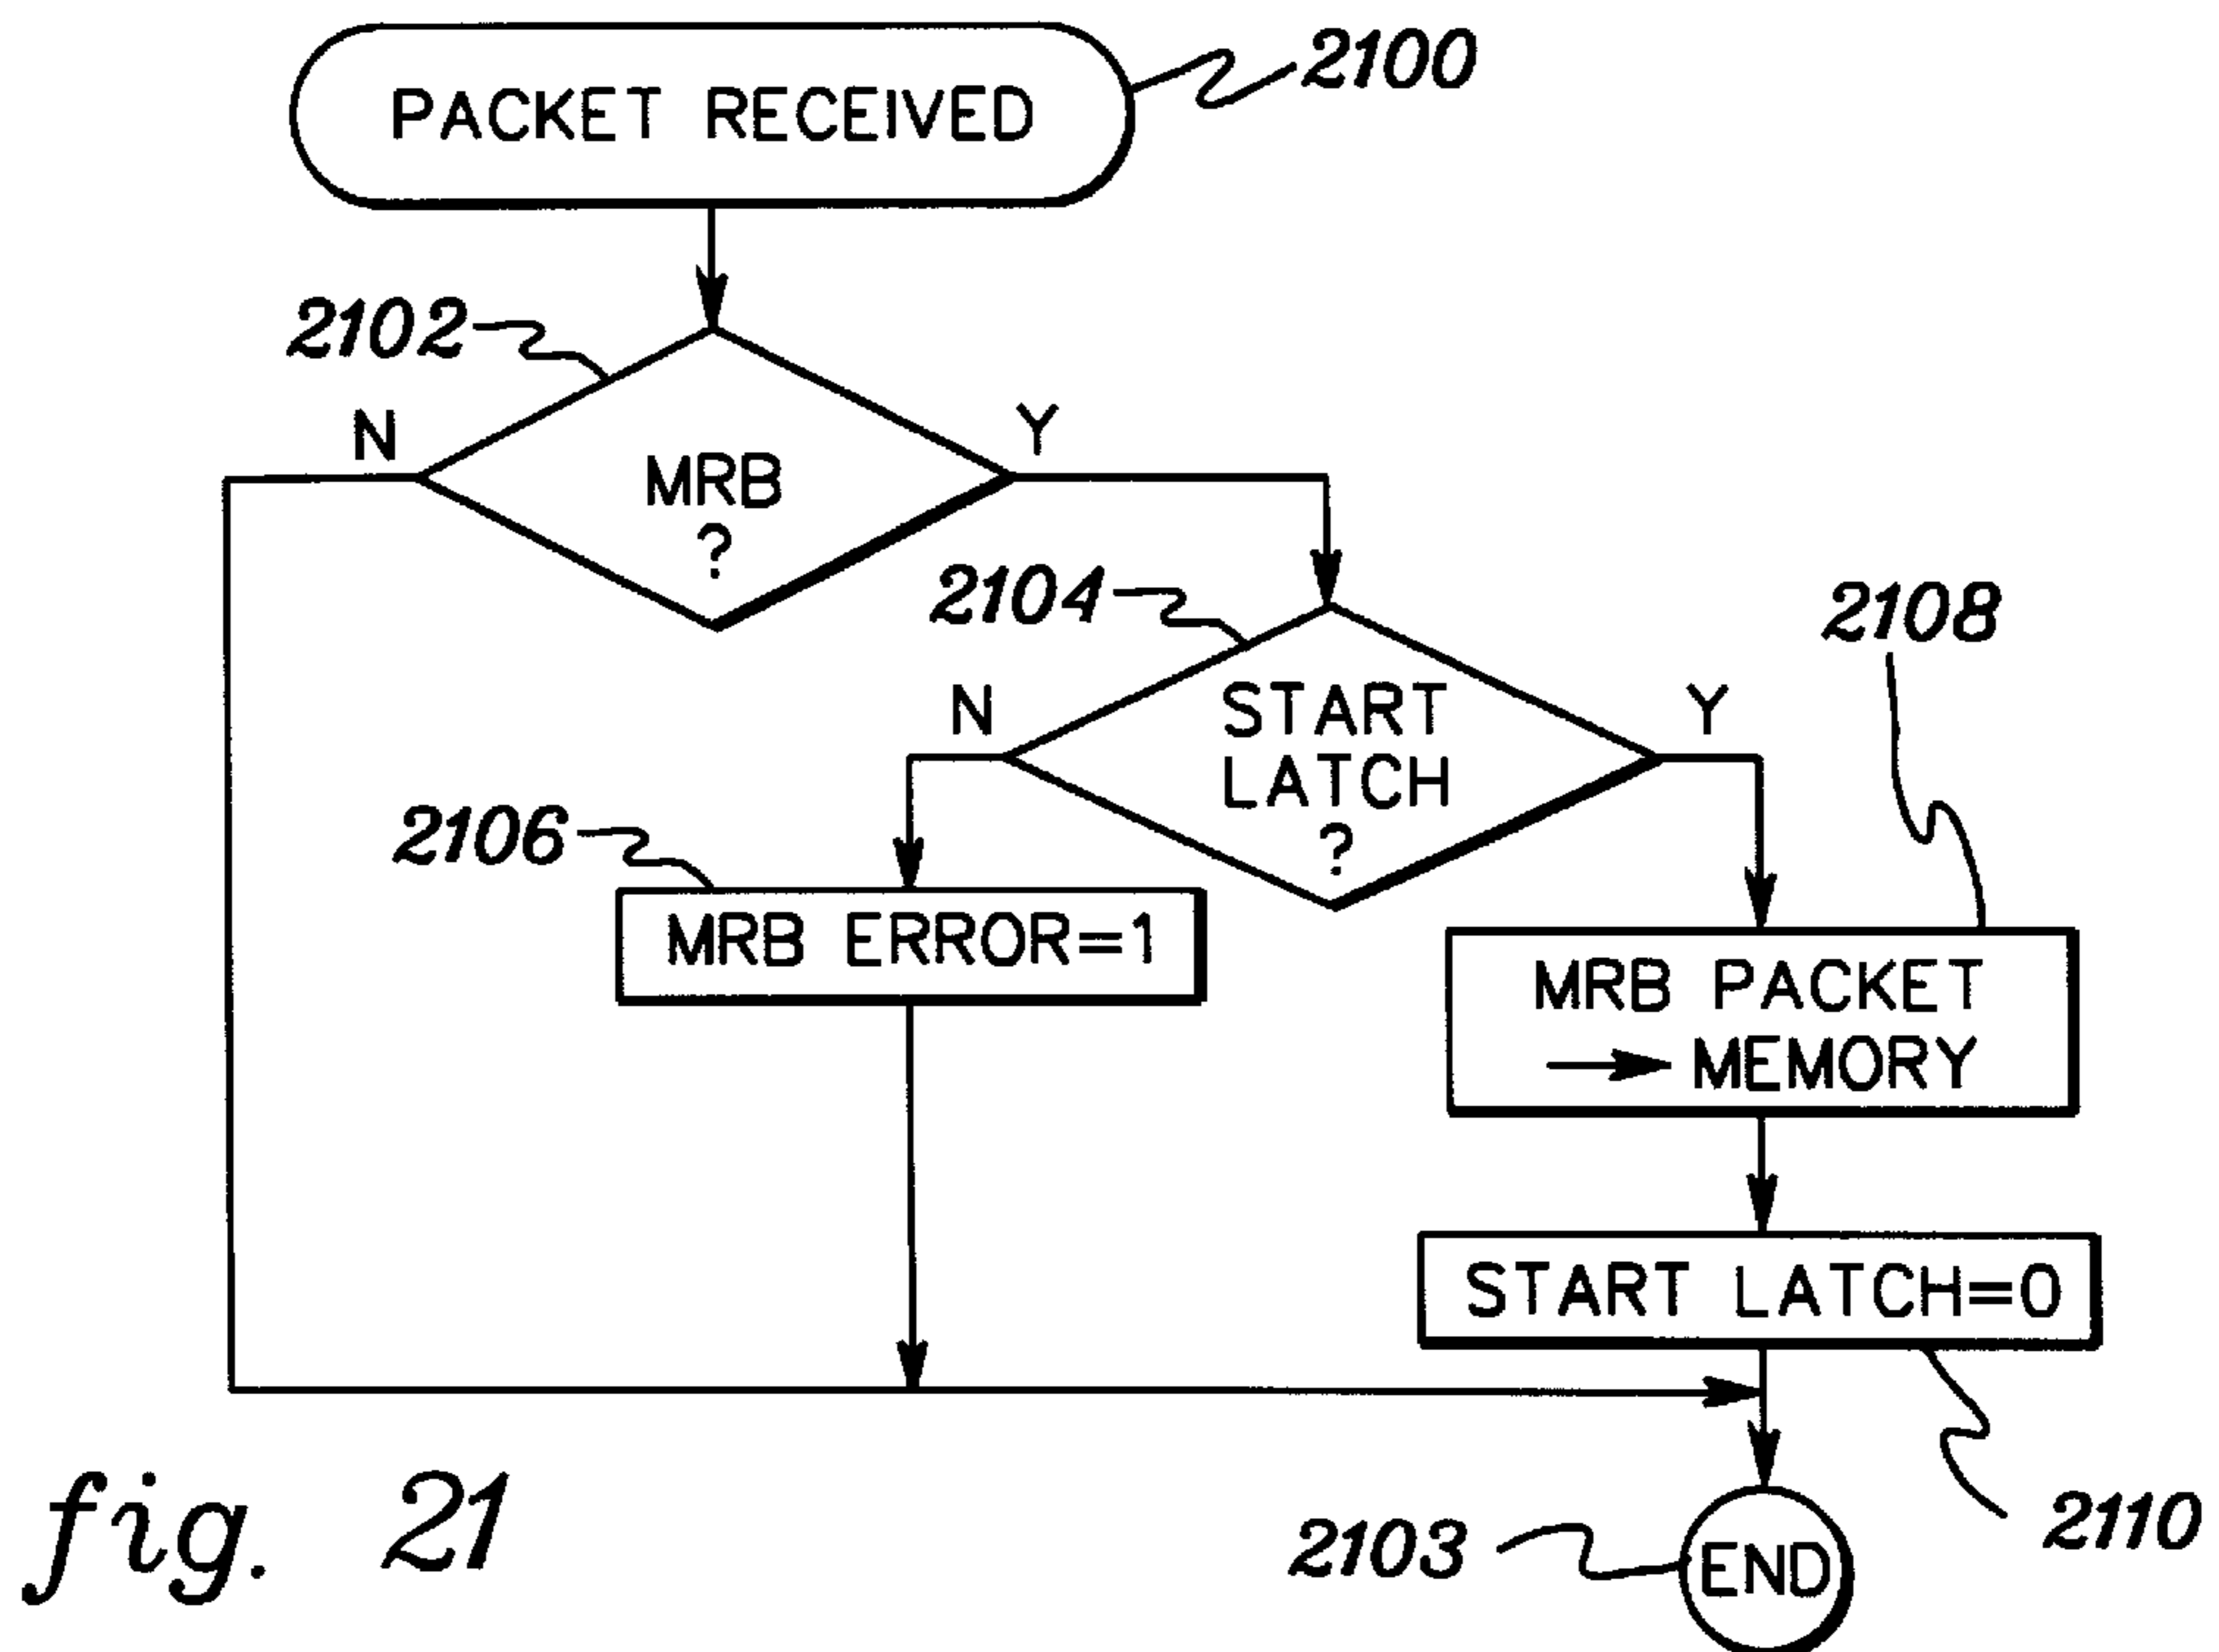 PACKET RECEIVED
2100
2102
N
Y
MRB
?
2104
2108
N
START
Y
LATCH
?
2106
MRB ERROR=1
MRB PACKET
→ MEMORY
START LATCH=0
fig. 21
2103
END
2110